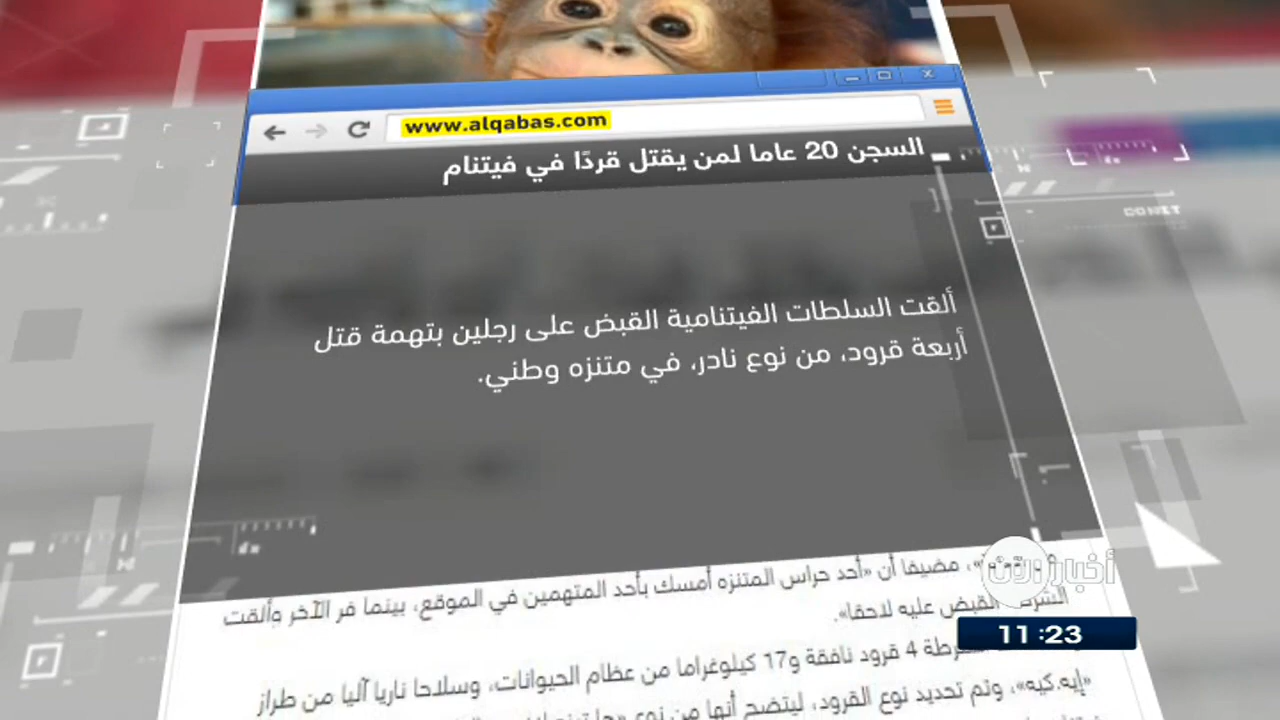 www.alqabas.com
السجن 20 عاما لمن يقتل قردًا في فيتنام
CONIT
ألقت السلطات الفيتنامية القبض على رجلين بتهمة قتل
أربعة قرود، من نوع نادر، في متنزه وطني.
مضيفا أن «أحد حراس المتنزه أمسك بأحد المتهمين في الموقع، بينما فر الآخر وألقت
القبض عليه لاحقا».
4 قرود نافقة و17 كيلوغراما من عظام الحيوانات، وسلاحا ناريا آليا من طراز
«إيه.كيه»، وتم تحديد نوع القرود، ليتضح أنها من نوع
أخبار الآن
11:23